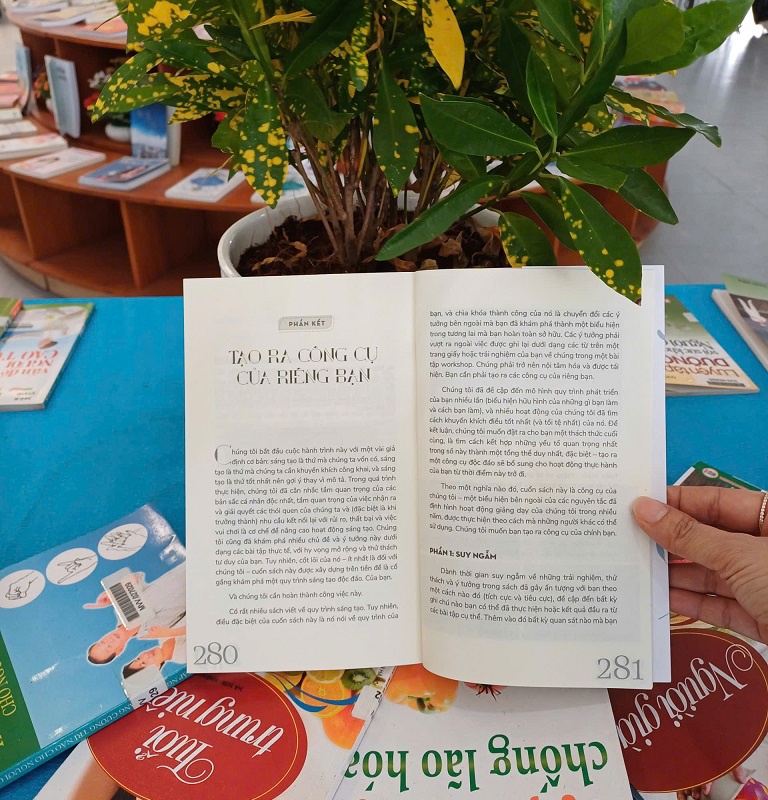 PHẦN KẾT
TẠO RA CÔNG CỤ
CỦA RIÊNG BẠN
Chúng tôi bắt đầu cuộc hành trình này với một vài giả
định cơ bản: sáng tạo là thứ mà chúng ta vốn có, sáng
tạo là thứ mà chúng ta cần khuyến khích công khai, và sáng
tạo là thứ tốt nhất nên gợi ý thay vì mô tả. Trong quá trình
thực hiện, chúng tôi đã cân nhắc tầm quan trọng của các
bản sắc cá nhân độc nhất, tầm quan trọng của việc nhận ra
và giải quyết các thói quen của chúng ta và (đặc biệt là khi
trưởng thành) nhu cầu kết nối lại với rủi ro, thất bại và việc
vui chơi là cơ chế để nâng cao hoạt động sáng tạo. Chúng
tôi cũng đã khám phá nhiều chủ đề và ý tưởng này dưới
dạng các bài tập thực tế, với hy vọng mở rộng và thử thách
tư duy của bạn. Tuy nhiên, cốt lõi của nó – ít nhất là đối với
chúng tôi – cuốn sách này được xây dựng trên tiền đề là cố
gắng khám phá một quy trình sáng tạo độc đáo. Của bạn.
Và chúng tôi cần hoàn thành công việc này.
Có rất nhiều sách viết về quy trình sáng tạo. Tuy nhiên,
điều đặc biệt của cuốn sách này là nó nói về quy trình của
280
bạn, và chìa khóa thành công của nó là chuyển đổi các ý
tưởng bên ngoài mà bạn đã khám phá thành một biểu hiện
trong tương lai mà bạn hoàn toàn sở hữu. Các ý tưởng phải
vượt ra ngoài việc được ghi lại dưới dạng các từ trên một
trang giấy hoặc trải nghiệm của bạn về chúng trong một bài
tập workshop. Chúng phải trở nên nội tâm hóa và được tái
hiện. Bạn cần phải tạo ra các công cụ của riêng bạn.
Chúng tôi đã đề cập đến mô hình quy trình phát triển
của bạn nhiều lần (biểu hiện hữu hình của những gì bạn làm
và cách bạn làm), và nhiều hoạt động của chúng tôi đã tìm
cách khuyến khích điều tốt nhất (và tồi tệ nhất) của nó. Để
kết luận, chúng tôi muốn đặt ra cho bạn một thách thức cuối
cùng, là tìm cách kết hợp những yếu tố quan trọng nhất
trong số này thành một tổng thể duy nhất, đặc biệt – tạo ra
một công cụ độc đáo sẽ bổ sung cho hoạt động thực hành
của bạn từ thời điểm này trở đi.
Theo một nghĩa nào đó, cuốn sách này là công cụ của
chúng tôi – một biểu hiện bên ngoài của các nguyên tắc đã
định hình hoạt động giảng dạy của chúng tôi trong nhiều
năm, được thực hiện theo cách mà những người khác có thể
sử dụng. Chúng tôi muốn bạn tạo ra công cụ của chính bạn.
PHẦN 1: SUY NGẪM
Dành thời gian suy ngẫm về những trải nghiệm, thử
thách và ý tưởng trong sách đã gây ấn tượng với bạn theo
một cách nào đó (tích cực và tiêu cực), đề cập đến bất kỳ
ghi chú nào bạn có thể đã thực hiện hoặc kết quả đầu ra từ
các bài tập cụ thể. Thêm vào đó bất kỳ quan sát nào mà bạn
281
Luyện tập
DƯỠNG
Tuổi
trung niên
chống lão hóa
Người già